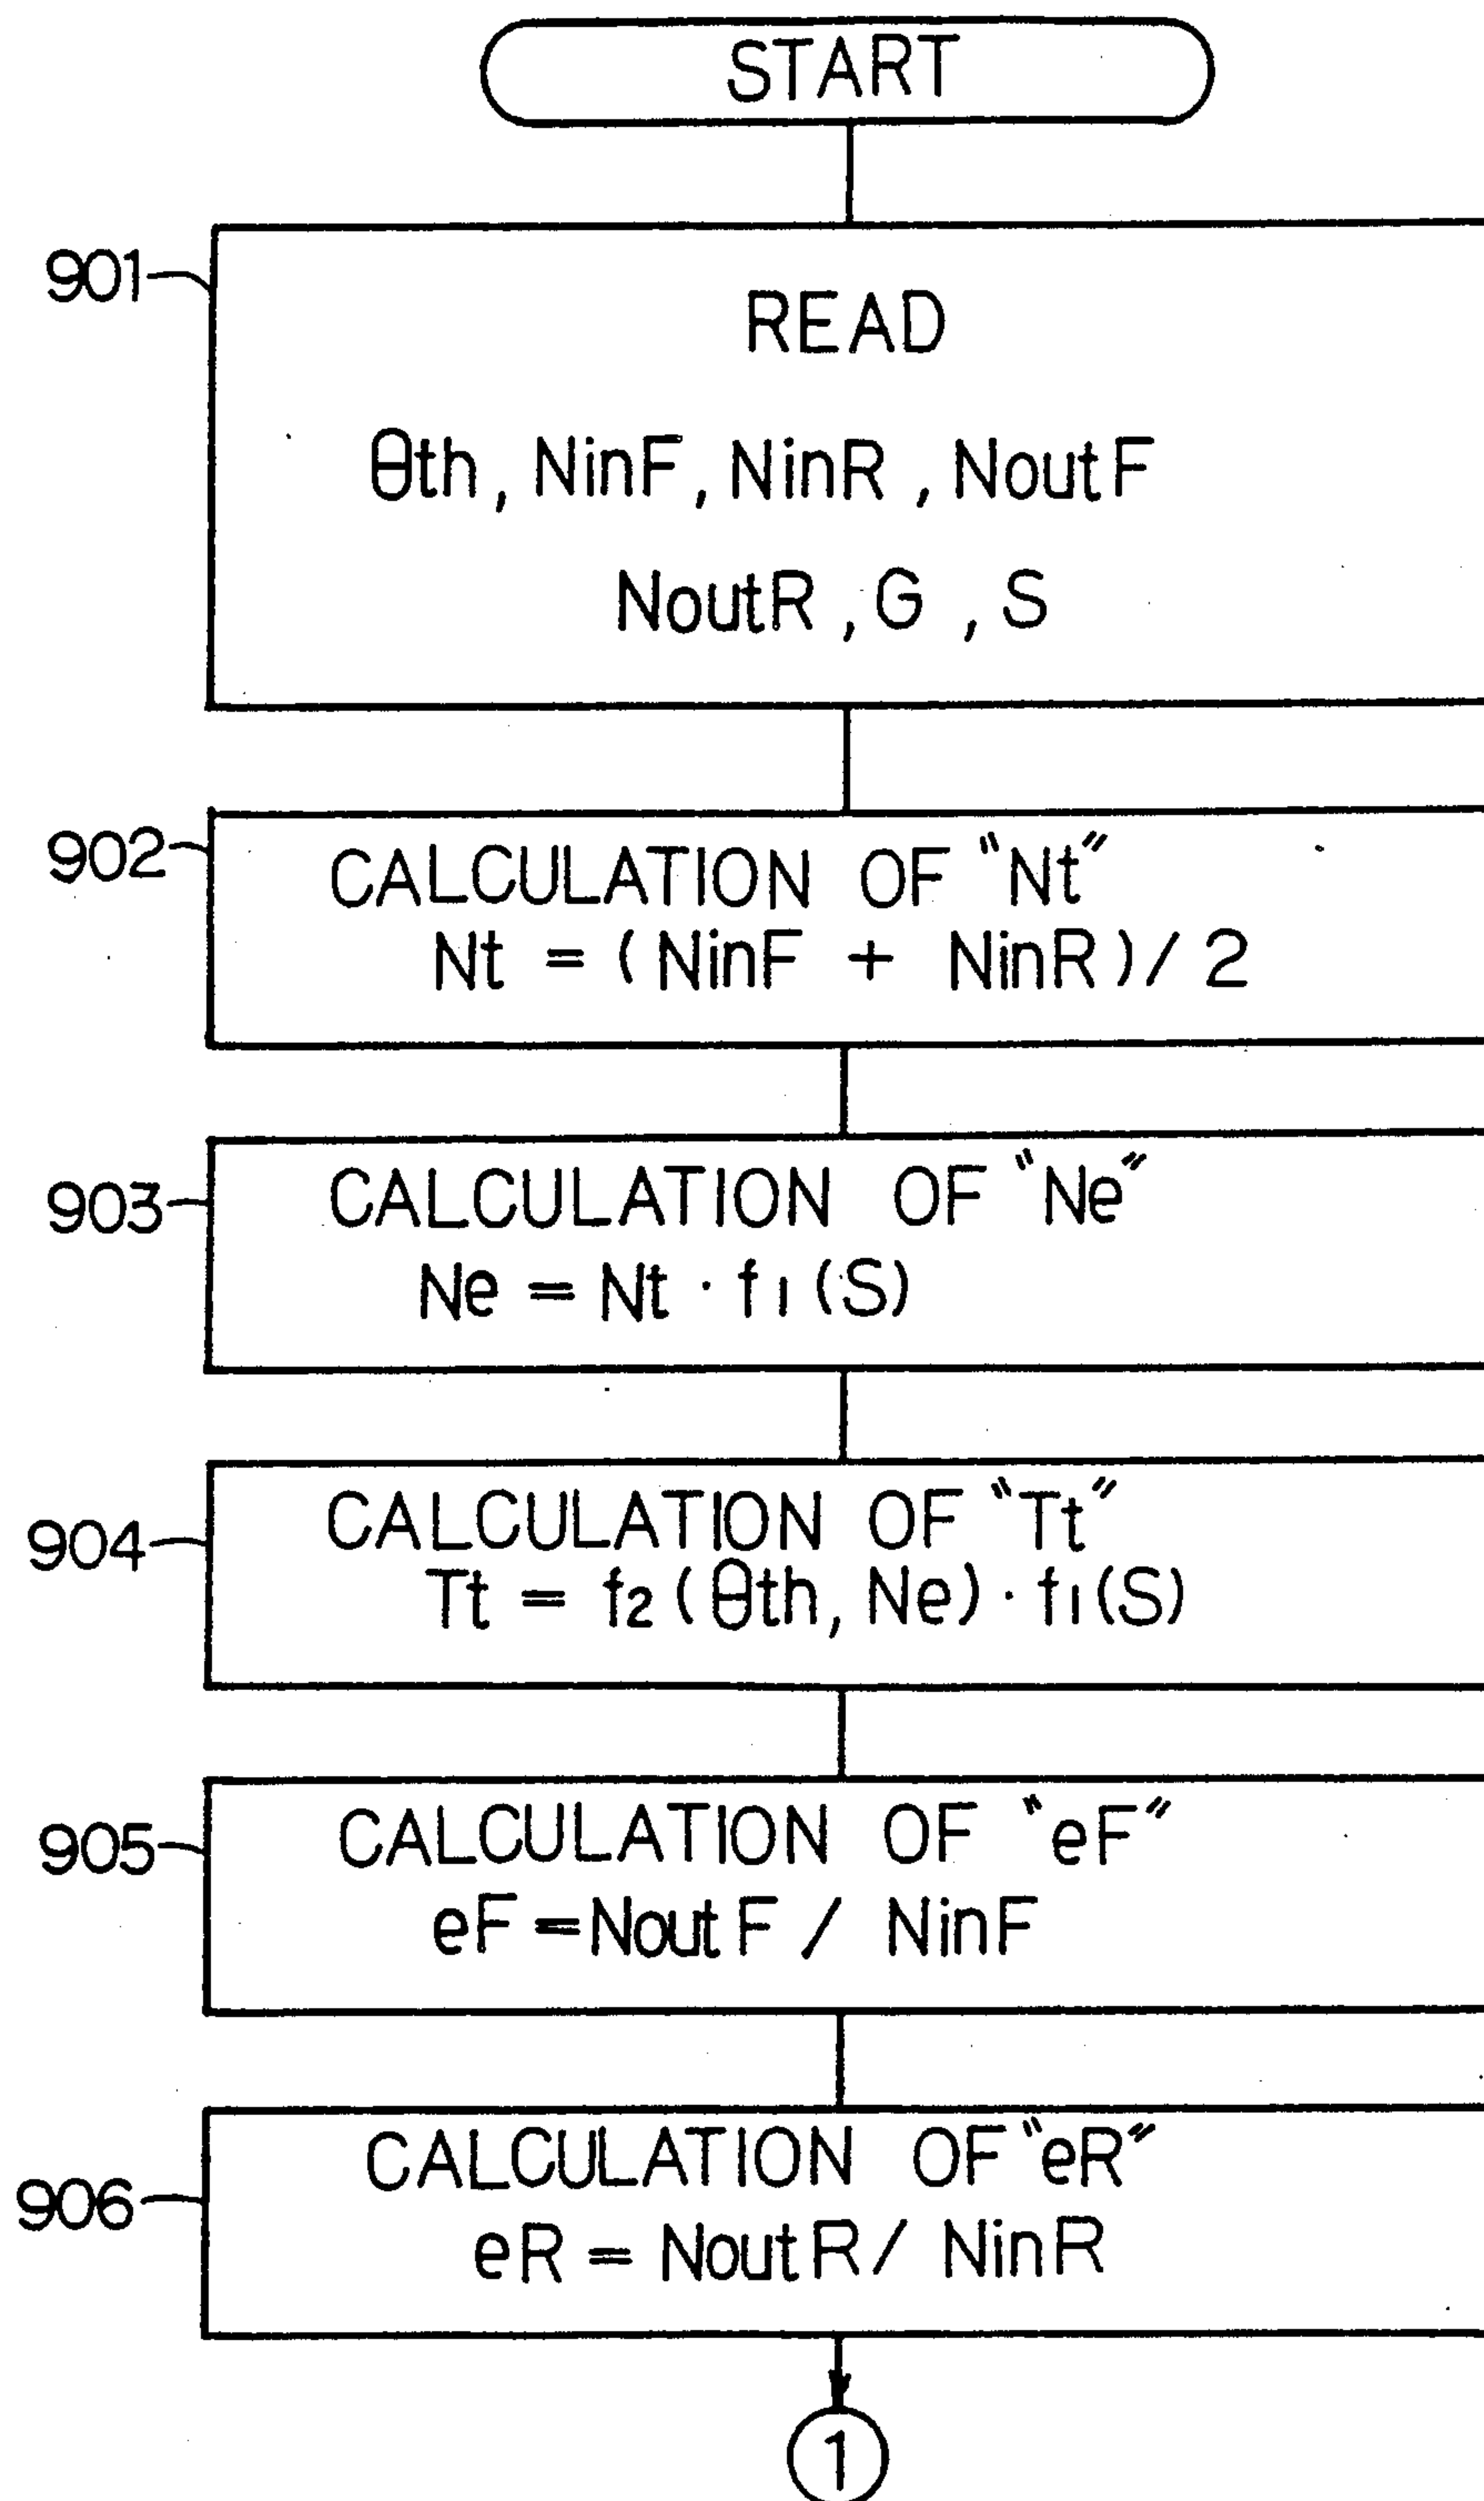 START
901
READ
θth, NinF, NinR, NoutF
NoutR, G, S
902
CALCULATION OF "Nt"
Nt = (NinF + NinR)/2
903
CALCULATION OF "Ne"
Ne = Nt · f1(S)
904
CALCULATION OF "Tt"
Tt = f2(θth, Ne) · f1(S)
905
CALCULATION OF "eF"
eF = NoutF / NinF
906
CALCULATION OF "eR"
eR = NoutR / NinR
1